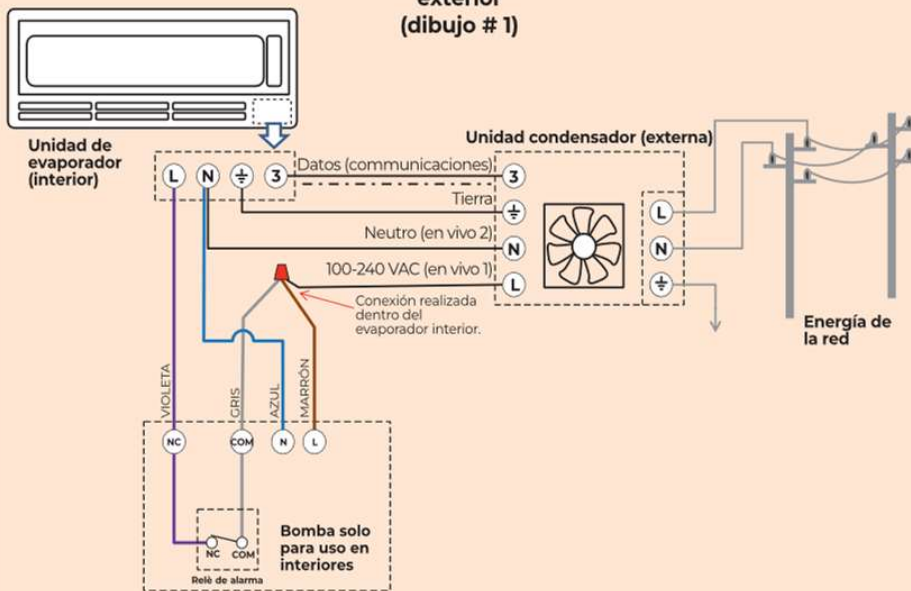 exterior
(dibujo # 1)
Unidad de
evaporador
(interior)
Unidad condensador (externa)
L
N
3
Datos (communicaciones)
3
Tierra
Neutro (en vivo 2)
N
100-240 VAC (en vivo 1)
L
Conexión realizada
dentro del
evaporador interior.
L
N
Energía de
la red
VIOLETA
GRIS
AZUL
MARRÓN
NC
COM
N
L
NC
COM
Relè de alarma
Bomba solo
para uso en
interiores